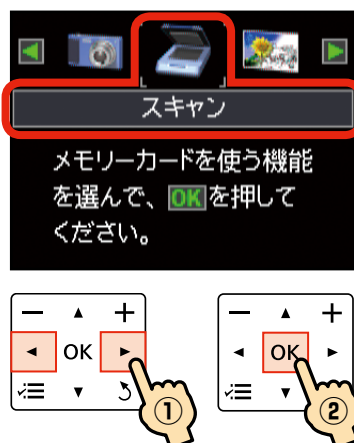 スキャン
メモリーカードを使う機能
を選んで、OKを押して
ください。
− +
OK
①
− +
OK
②